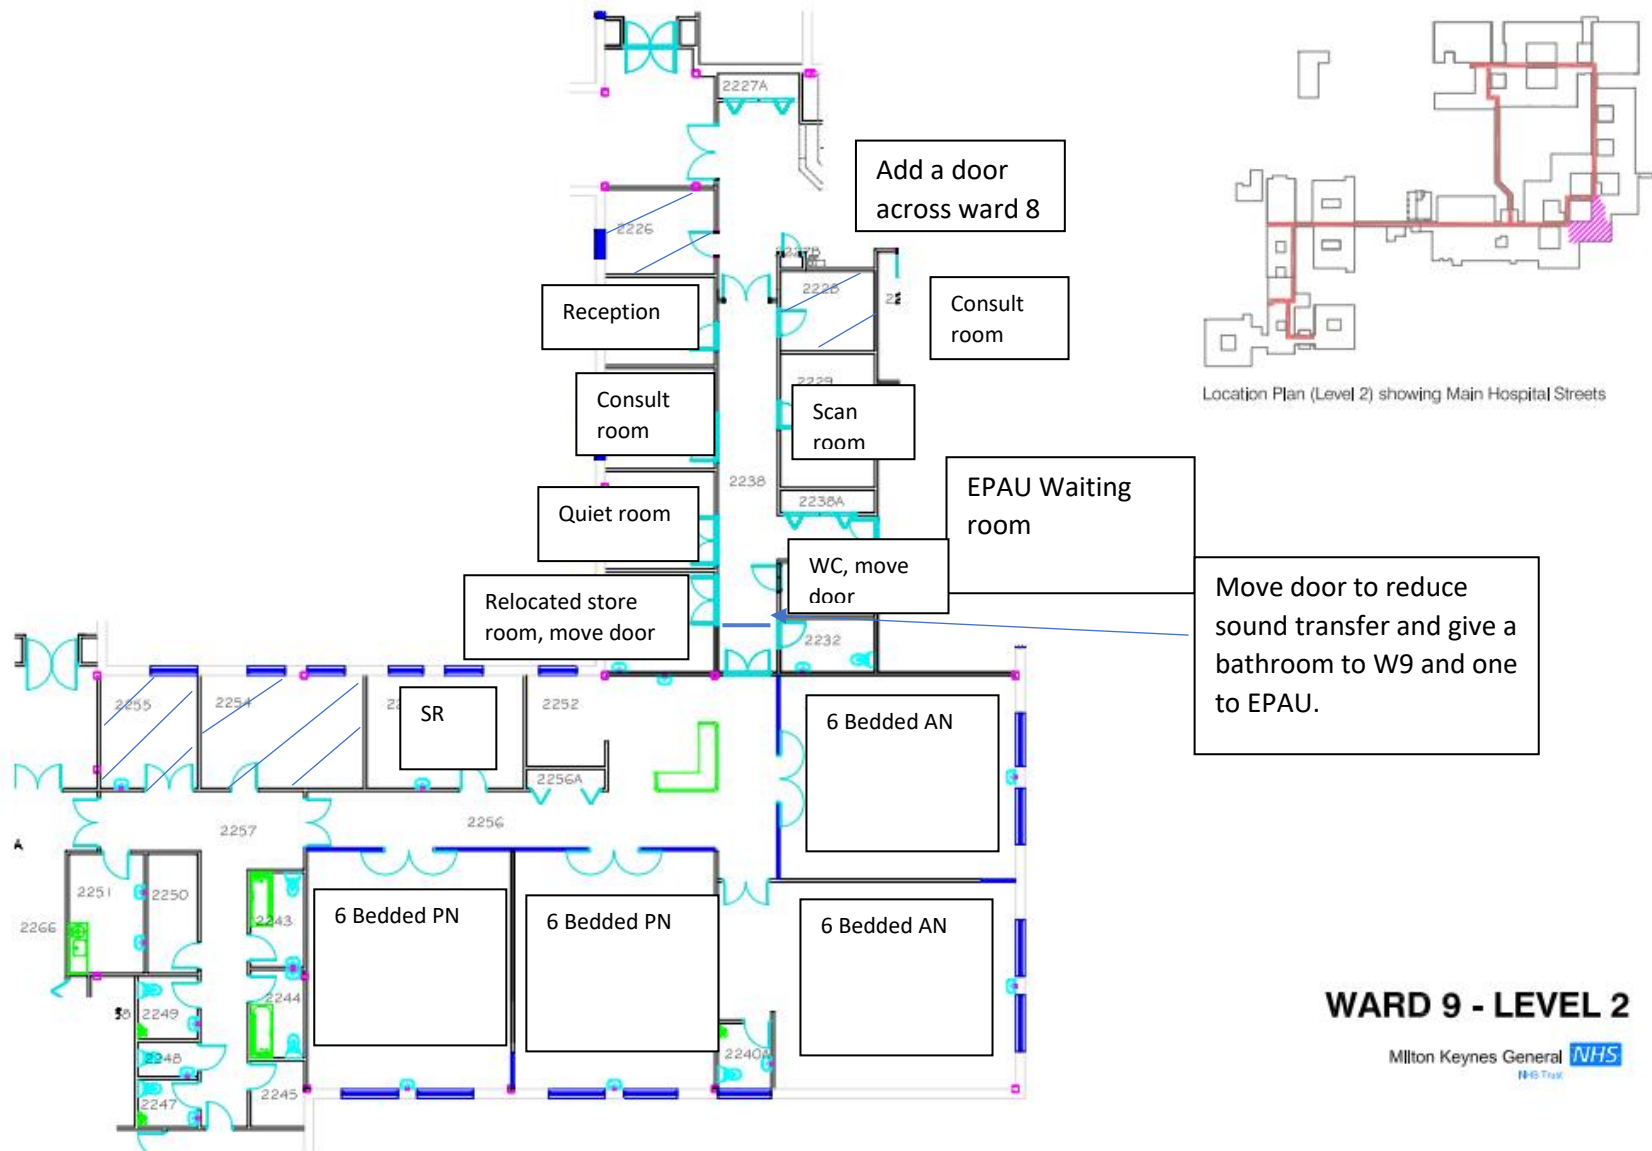 2227A
Add a door
across ward 8
2226
2228
Reception
Consult
room
Consult
room
2229
Scan
room
Location Plan (Level 2) showing Main Hospital Streets
2238
2238A
EPAU Waiting
room
Quiet room
WC, move
door
Relocated store
room, move door
2232
Move door to reduce
sound transfer and give a
bathroom to W9 and one
to EPAU.
2255
2254
SR
2252
6 Bedded AN
2256A
2257
2256
A
2251
2250
2266
2243
6 Bedded PN
6 Bedded PN
6 Bedded AN
2244
2249
2248
2240A
2247
2245
WARD 9 - LEVEL 2
Milton Keynes General NHS
NHS Trust